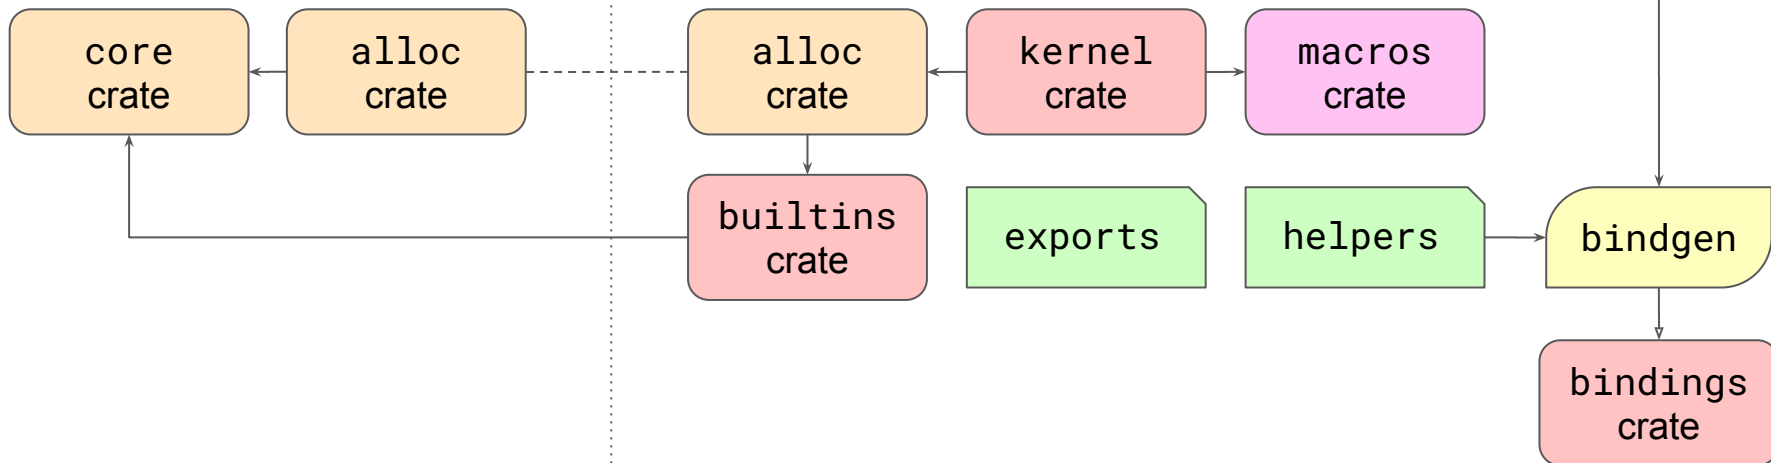 core
crate
alloc
crate
alloc
crate
kernel
crate
macros
crate
builtins
crate
exports
helpers
bindgen
bindings
crate